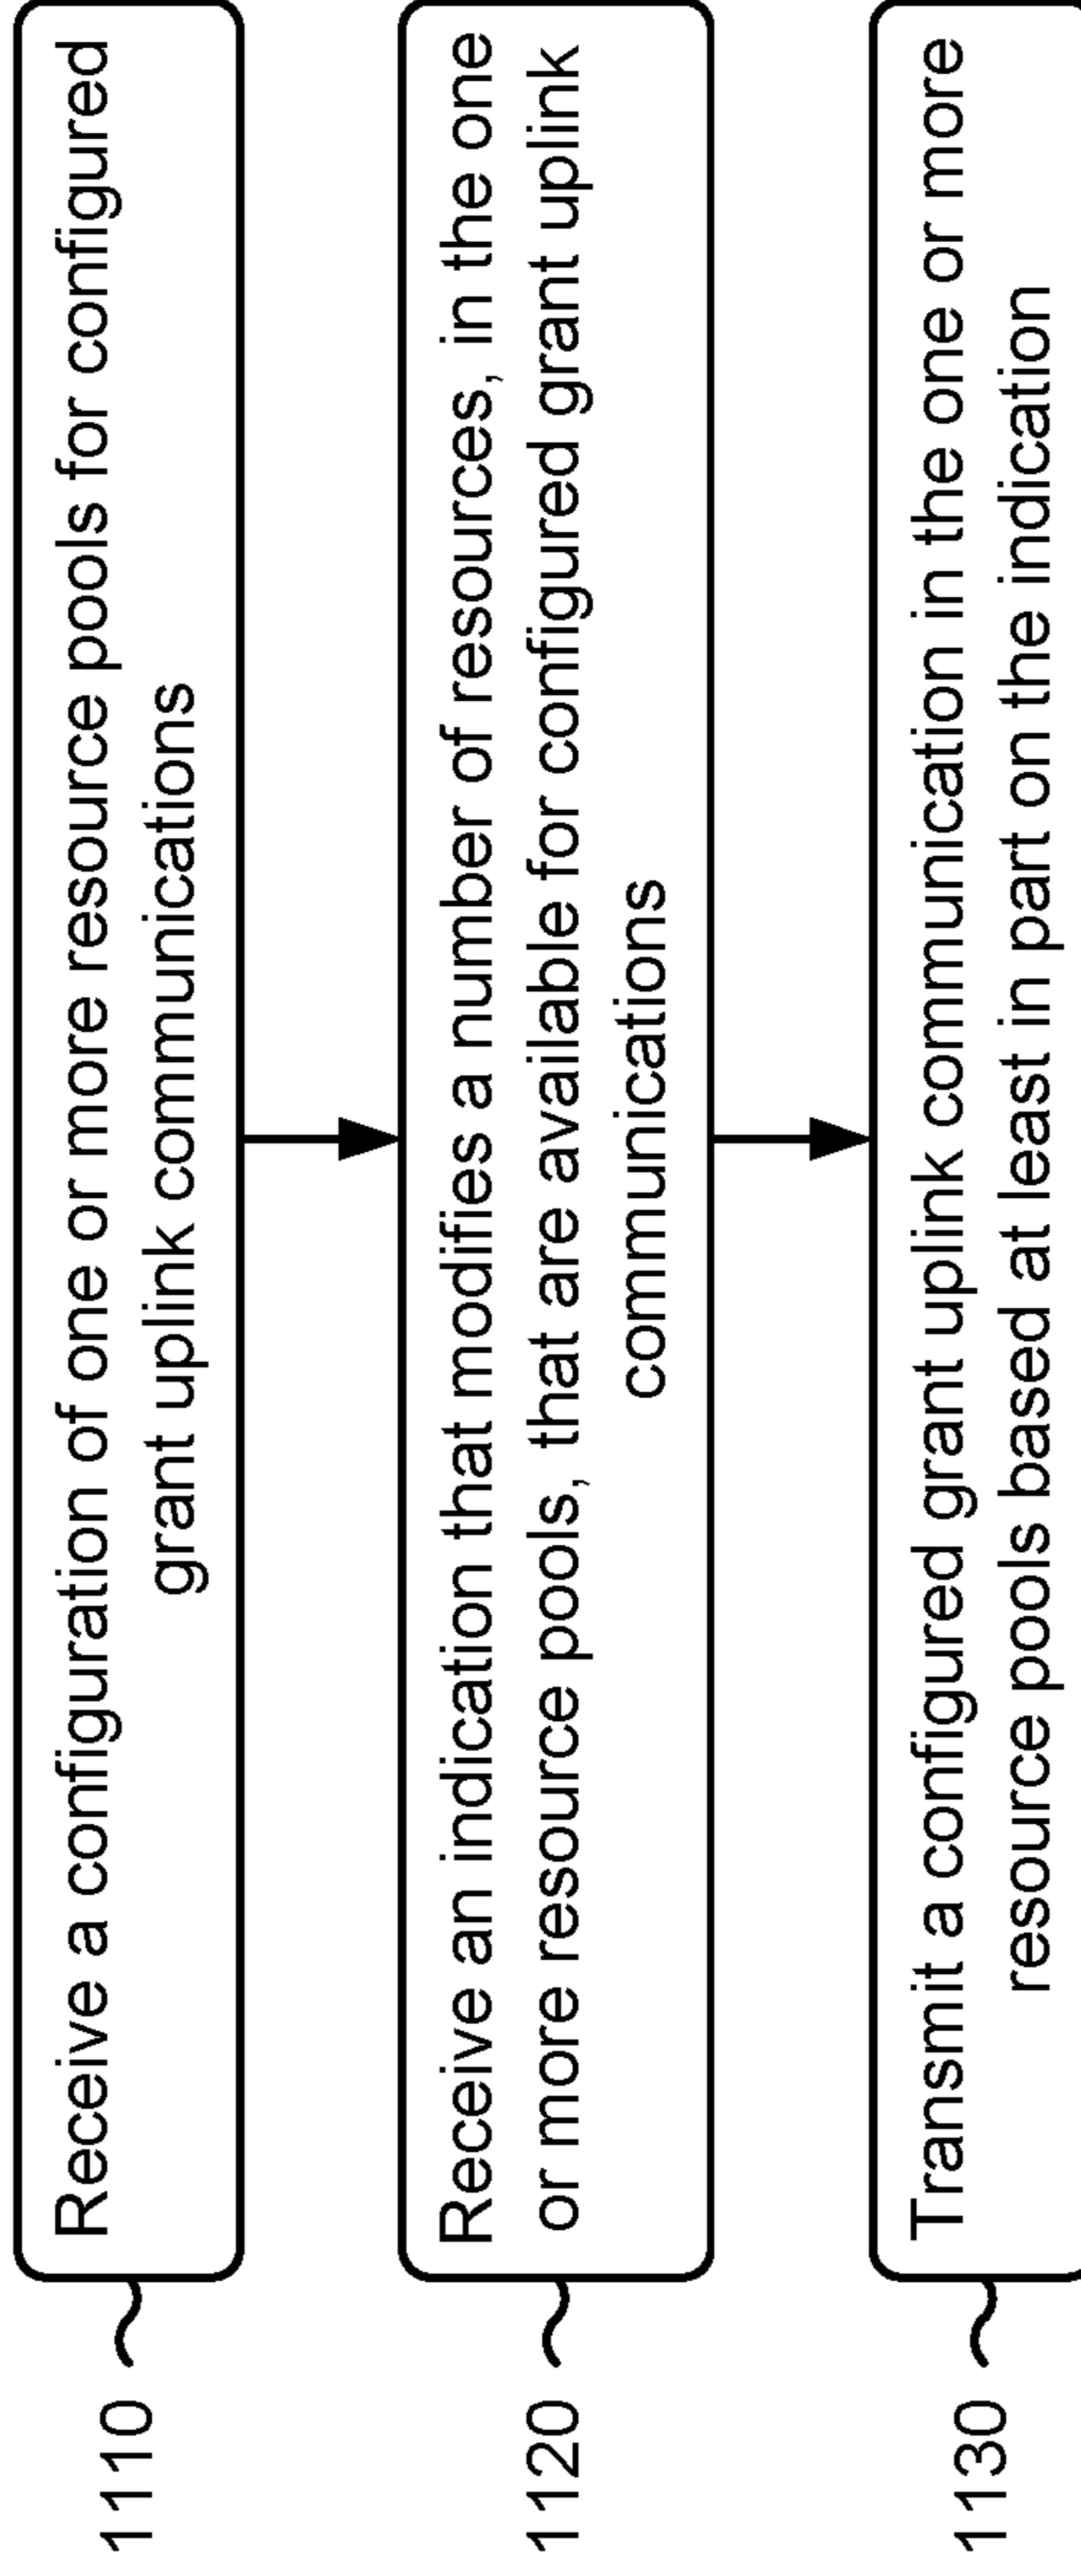 1110
Receive a configuration of one or more resource pools for configured
grant uplink communications
1120
Receive an indication that modifies a number of resources, in the one
or more resource pools, that are available for configured grant uplink
communications
1130
Transmit a configured grant uplink communication in the one or more
resource pools based at least in part on the indication